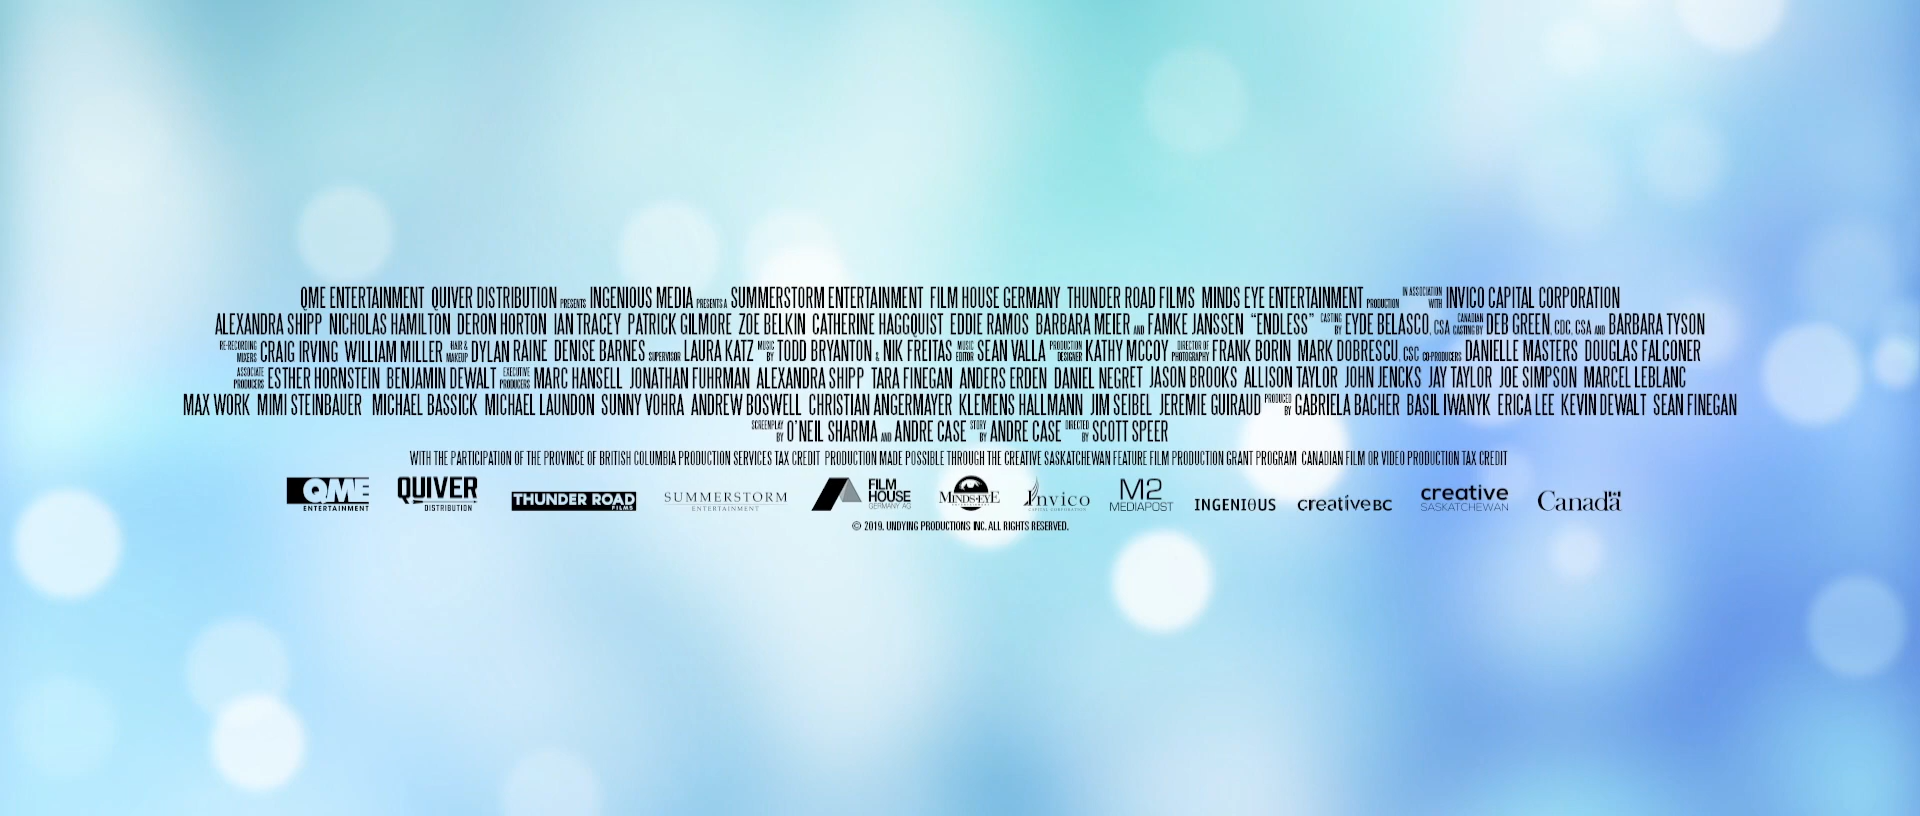 QME ENTERTAINMENT QUIVER DISTRIBUTION PRESENTS INGENIOUS MEDIA PRESENTS A SUMMERSTORM ENTERTAINMENT FILM HOUSE GERMANY THUNDER ROAD FILMS MINDS EYE ENTERTAINMENT PRODUCTION IN ASSOCIATION WITH INVICO CAPITAL CORPORATION
ALEXANDRA SHIPP NICHOLAS HAMILTON DERON HORTON IAN TRACEY PATRICK GILMORE ZOE BELKIN CATHERINE HAGGQUIST EDDIE RAMOS BARBARA MEIER AND FAMKE JANSSEN “ENDLESS” CASTING BY EYDE BELASCO, CSA CANADIAN CASTING BY DEB GREEN, CDC, CSA AND BARBARA TYSON
RE-RECORDING MIXERS CRAIG IRVING WILLIAM MILLER HAIR & MAKEUP DYLAN RAINE DENISE BARNES SUPERVISOR LAURA KATZ MUSIC BY TODD BRYANTON & NIK FREITAS MUSIC EDITOR SEAN VALLA PRODUCTION DESIGNER KATHY MCCOY DIRECTOR OF PHOTOGRAPHY FRANK BORIN MARK DOBRESCU, CSC CO-PRODUCERS DANIELLE MASTERS DOUGLAS FALCONER
ASSOCIATE PRODUCERS ESTHER HORNSTEIN BENJAMIN DEWALT EXECUTIVE PRODUCERS MARC HANSELL JONATHAN FUHRMAN ALEXANDRA SHIPP TARA FINEGAN ANDERS ERDEN DANIEL NEGRET JASON BROOKS ALLISON TAYLOR JOHN JENCKS JAY TAYLOR JOE SIMPSON MARCEL LEBLANC
MAX WORK MIMI STEINBAUER MICHAEL BASSICK MICHAEL LAUNDON SUNNY VOHRA ANDREW BOSWELL CHRISTIAN ANGERMAYER KLEMENS HALLMANN JIM SEIBEL JEREMIE GUIRAUD PRODUCED BY GABRIELA BACHER BASIL IWANYK ERICA LEE KEVIN DEWALT SEAN FINEGAN
SCREENPLAY BY O’NEIL SHARMA AND ANDRE CASE STORY BY ANDRE CASE DIRECTED BY SCOTT SPEER
WITH THE PARTICIPATION OF THE PROVINCE OF BRITISH COLUMBIA PRODUCTION SERVICES TAX CREDIT PRODUCTION MADE POSSIBLE THROUGH THE CREATIVE SASKATCHEWAN FEATURE FILM PRODUCTION GRANT PROGRAM CANADIAN FILM OR VIDEO PRODUCTION TAX CREDIT
QME ENTERTAINMENT QUIVER DISTRIBUTION THUNDER ROAD FILMS SUMMERSTORM ENTERTAINMENT FILM HOUSE GERMANY AG MINDS EYE ENTERTAINMENT Invico CAPITAL CORPORATION M2 MEDIAPOST INGENIOUS creativeBC creative SASKATCHEWAN Canada
© 2019. UNDYING PRODUCTIONS INC. ALL RIGHTS RESERVED.